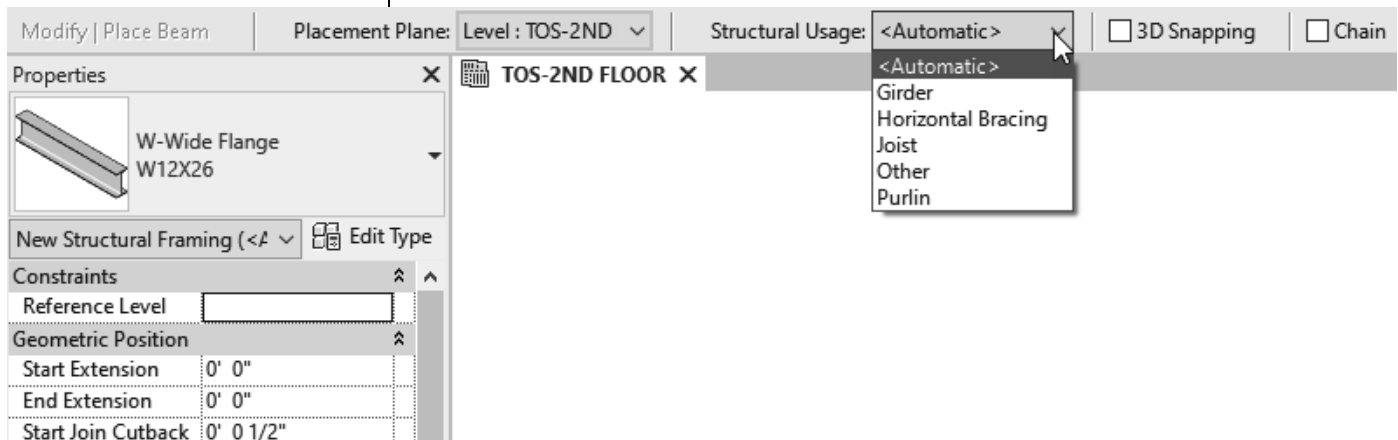 Modify | Place Beam
Placement Plane: Level : TOS-2ND
Structural Usage: <Automatic>
3D Snapping
Chain
<Automatic>
Girder
Horizontal Bracing
Joist
Other
Purlin
Properties
TOS-2ND FLOOR
W-Wide Flange
W12X26
New Structural Framing (<A
Edit Type
Constraints
Reference Level
Geometric Position
Start Extension 0' 0"
End Extension 0' 0"
Start Join Cutback 0' 0 1/2"